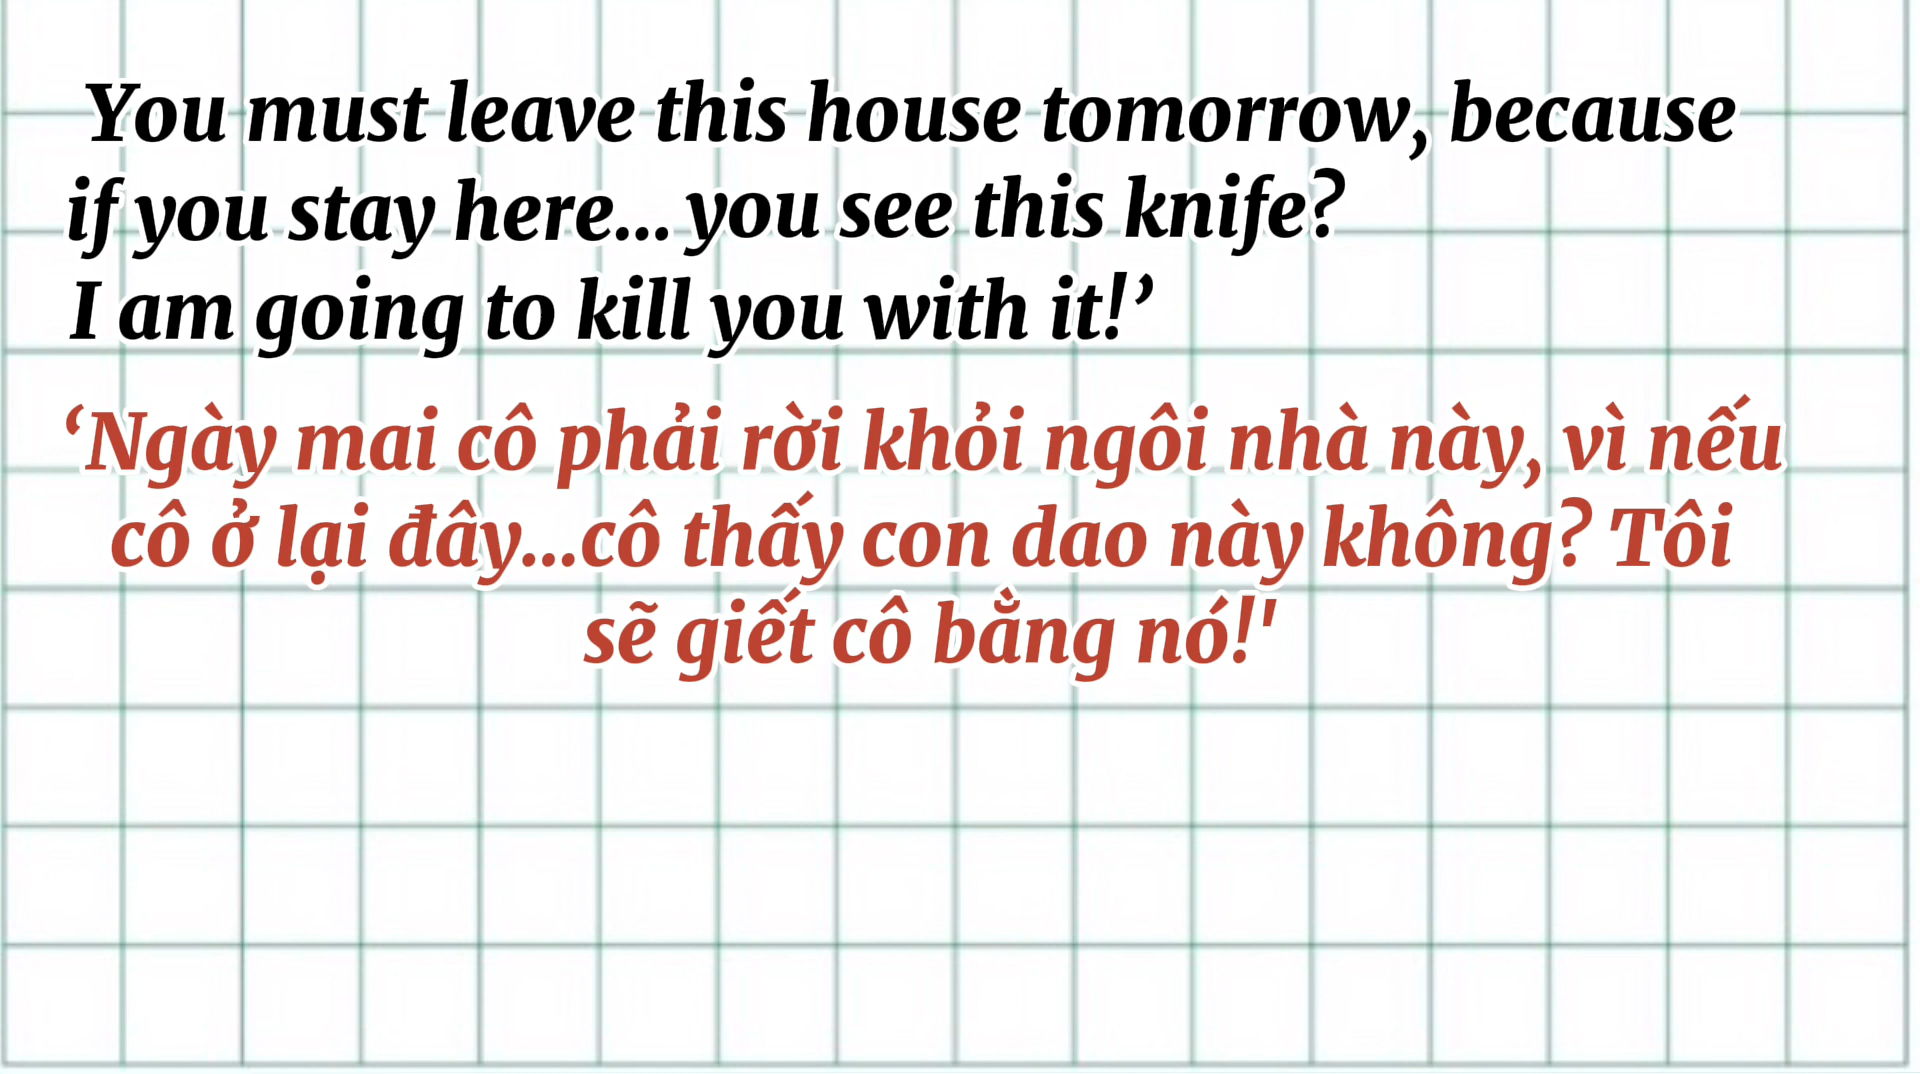 You must leave this house tomorrow, because
if you stay here... you see this knife?
I am going to kill you with it!’
‘Ngày mai cô phải rời khỏi ngôi nhà này, vì nếu
cô ở lại đây...cô thấy con dao này không? Tôi
sẽ giết cô bằng nó!'